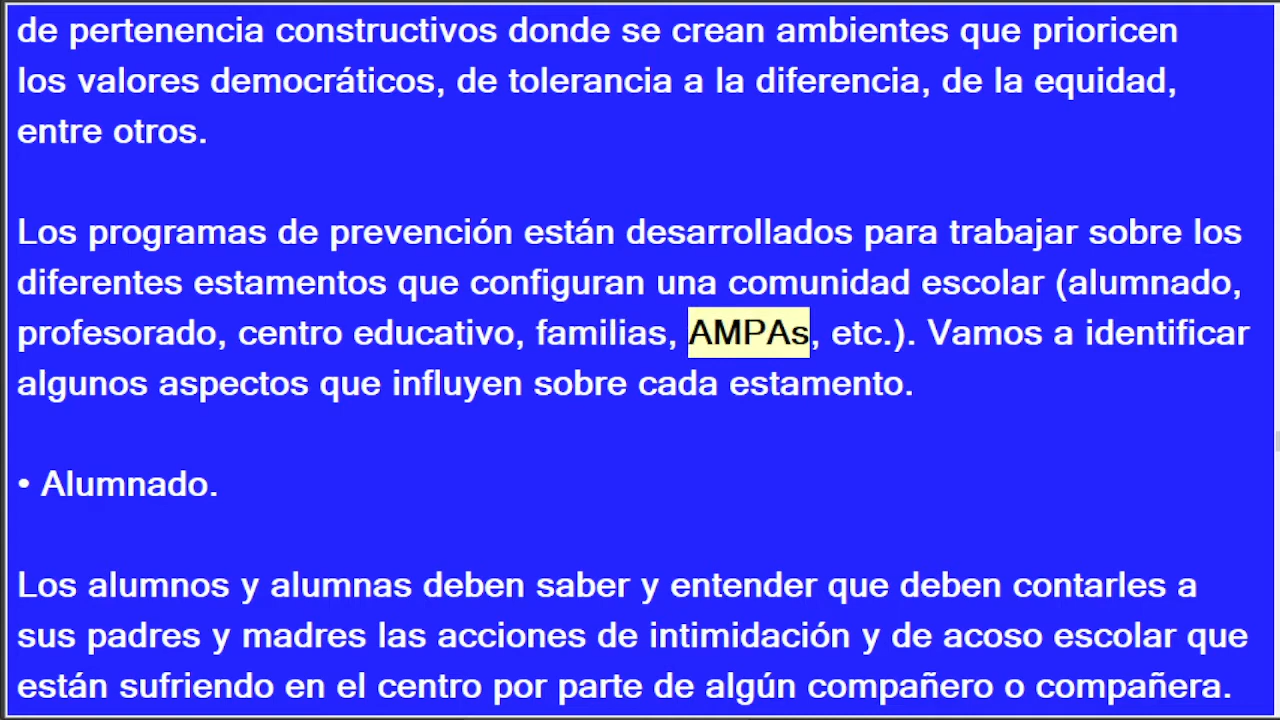 de pertenencia constructivos donde se crean ambientes que prioricen
los valores democráticos, de tolerancia a la diferencia, de la equidad,
entre otros.
Los programas de prevención están desarrollados para trabajar sobre los
diferentes estamentos que configuran una comunidad escolar (alumnado,
profesorado, centro educativo, familias, AMPAs, etc.). Vamos a identificar
algunos aspectos que influyen sobre cada estamento.
• Alumnado.
Los alumnos y alumnas deben saber y entender que deben contarles a
sus padres y madres las acciones de intimidación y de acoso escolar que
están sufriendo en el centro por parte de algún compañero o compañera.